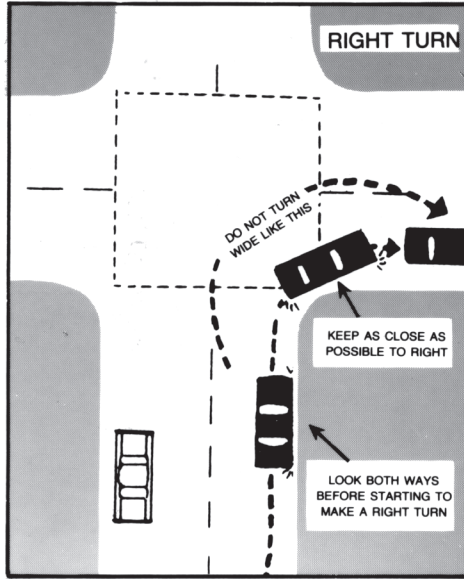 RIGHT TURN
DO NOT TURN
WIDE LIKE THIS
KEEP AS CLOSE AS
POSSIBLE TO RIGHT
LOOK BOTH WAYS
BEFORE STARTING TO
MAKE A RIGHT TURN